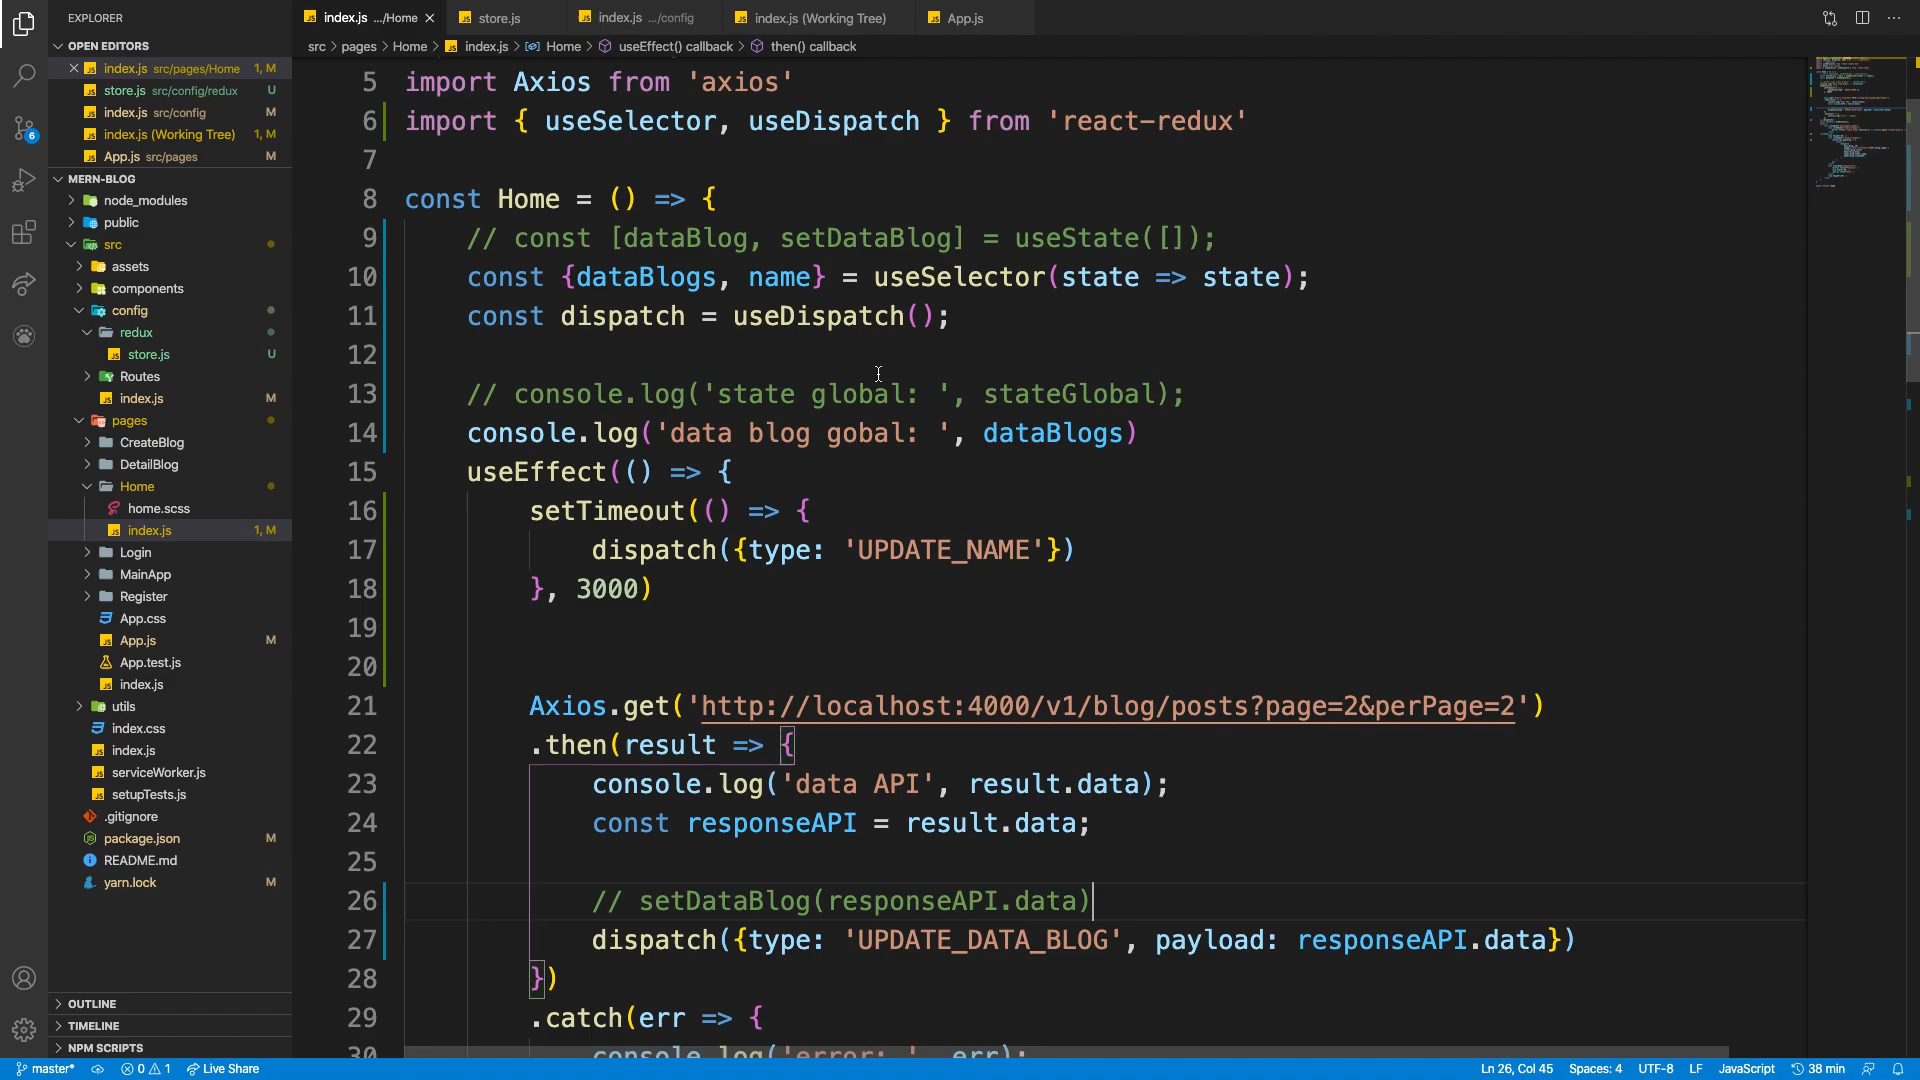 EXPLORER
OPEN EDITORS
index.js src/pages/Home 1, M
store.js src/config/redux U
index.js src/config M
index.js (Working Tree) 1, M
App.js src/pages M
MERN-BLOG
node_modules
public
src
assets
components
config
redux
store.js U
Routes
index.js M
pages
CreateBlog
DetailBlog
Home
home.scss
index.js 1, M
Login
MainApp
Register
App.css
App.js M
App.test.js
index.js
utils
index.css
index.js
serviceWorker.js
setupTests.js
.gitignore
package.json M
README.md
yarn.lock M
OUTLINE
TIMELINE
NPM SCRIPTS
6
index.js .../Home
store.js
index.js .../config
index.js (Working Tree)
App.js
src > pages > Home > index.js > Home > useEffect() callback > then() callback
5 import Axios from 'axios'
6 import { useSelector, useDispatch } from 'react-redux'
7
8 const Home = () => {
9 // const [dataBlog, setDataBlog] = useState([]);
10 const {dataBlogs, name} = useSelector(state => state);
11 const dispatch = useDispatch();
12
13 // console.log('state global: ', stateGlobal);
14 console.log('data blog gobal: ', dataBlogs)
15 useEffect(() => {
16 setTimeout(() => {
17 dispatch({type: 'UPDATE_NAME'})
18 }, 3000)
19
20
21 Axios.get('http://localhost:4000/v1/blog/posts?page=2&perPage=2')
22 .then(result => {
23 console.log('data API', result.data);
24 const responseAPI = result.data;
25
26 // setDataBlog(responseAPI.data)
27 dispatch({type: 'UPDATE_DATA_BLOG', payload: responseAPI.data})
28 })
29 .catch(err => {
30 console.log('error: ', err);
master* 0 1 Live Share
Ln 26, Col 45 Spaces: 4 UTF-8 LF JavaScript 38 min